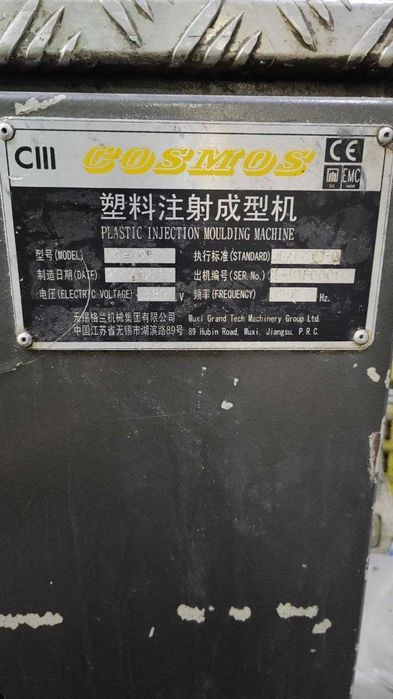 CIII COSMOS CE
EMC
塑料注射成型机
PLASTIC INJECTION MOULDING MACHINE
型号(MODEL) 执行标准(STANDARD)
制造日期(DATE) 出机编号(SER No.)
电压(ELECTRIC VOLTAGE) V 频率(FREQUENCY) Hz.
无锡格兰机械集团有限公司 Wuxi Grand Tech Machinery Group Ltd.
中国江苏省无锡市湖滨路89号 89 Hubin Road, Wuxi, Jiangsu, P.R.C.